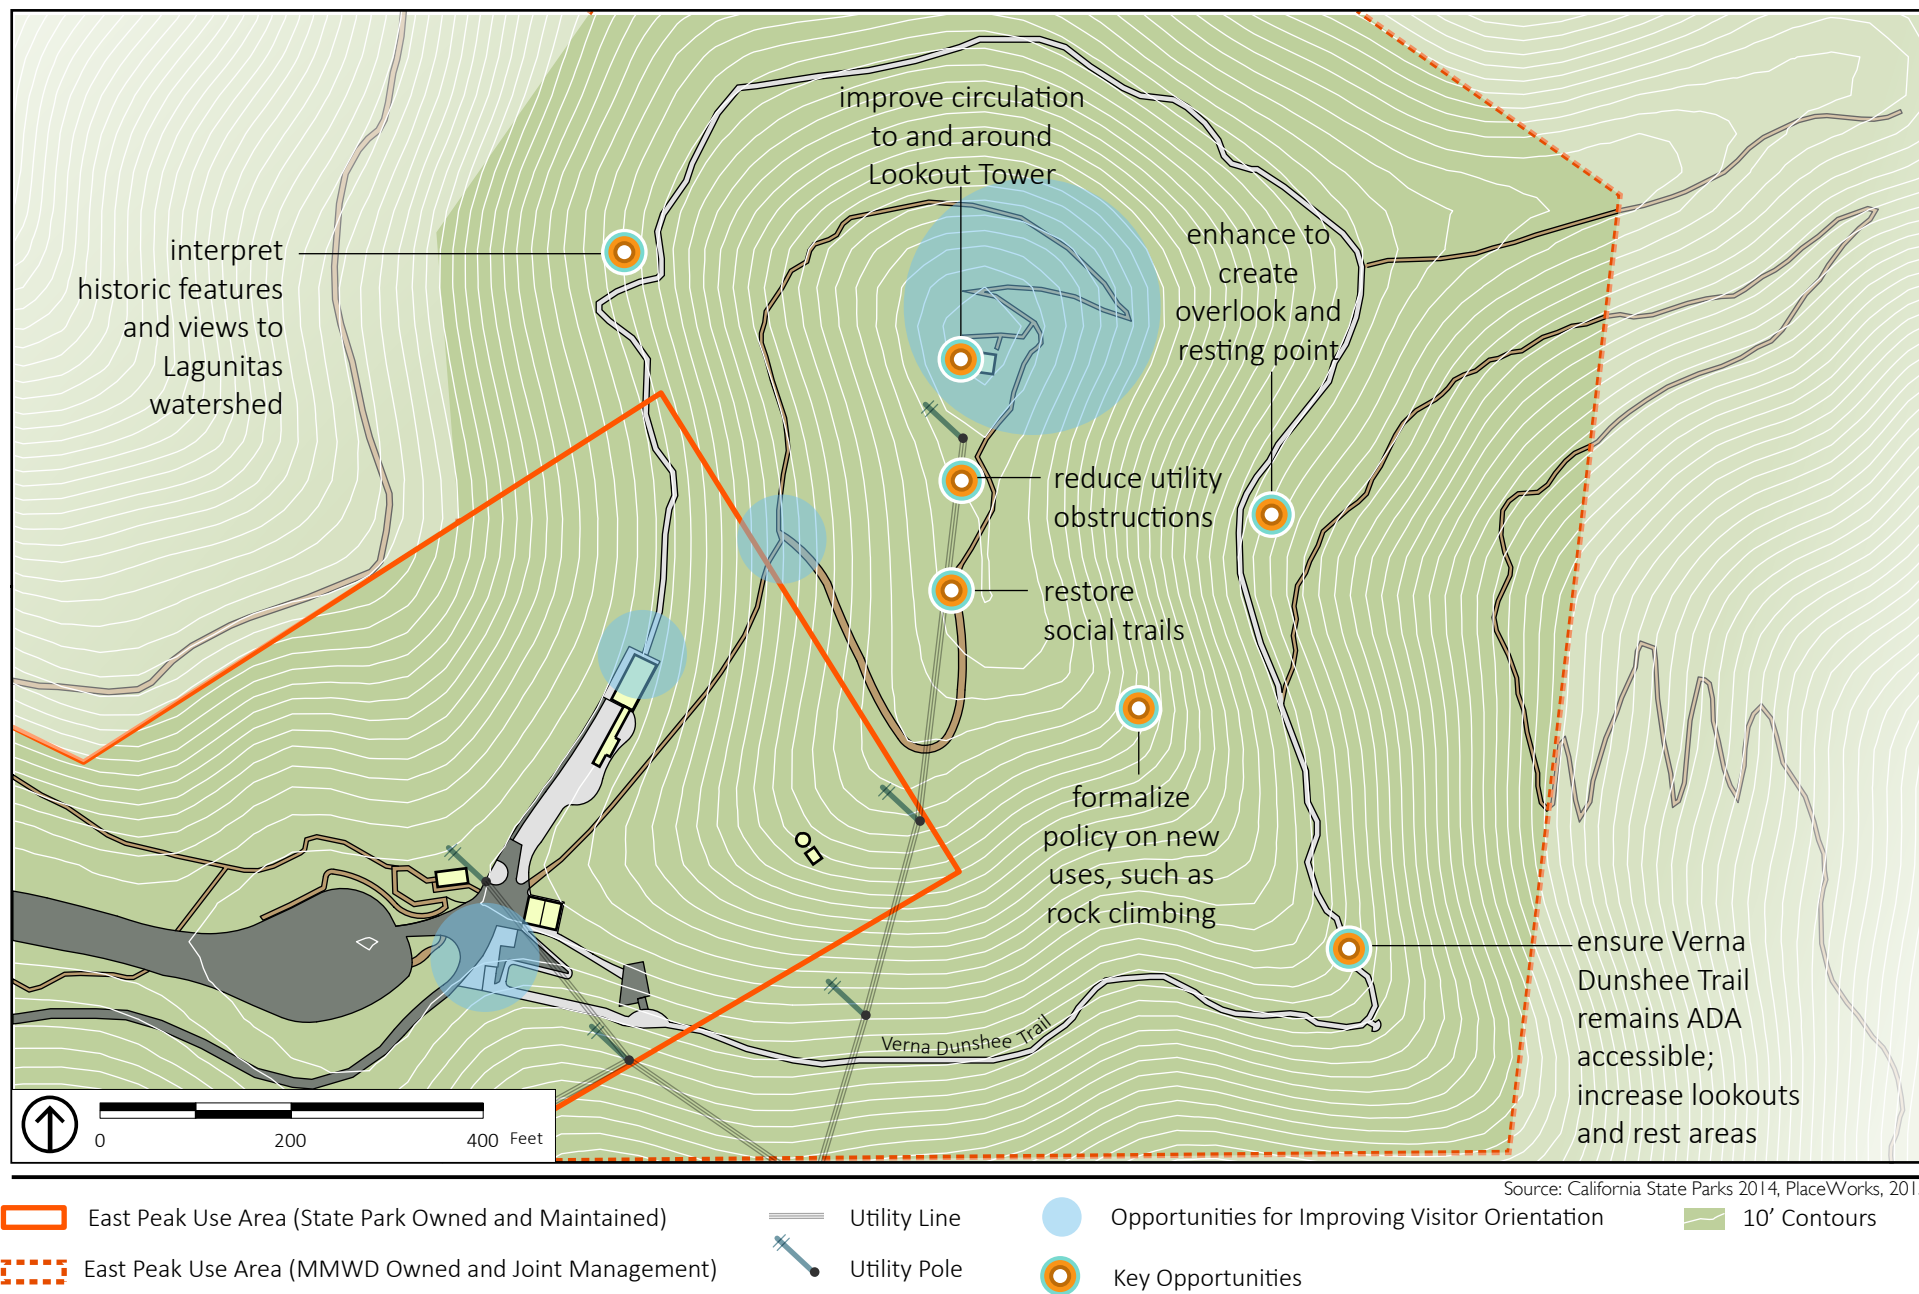 improve circulation
to and around
Lookout Tower
interpret
historic features
and views to
Lagunitas
watershed
enhance to
create
overlook and
resting point
reduce utility
obstructions
restore
social trails
formalize
policy on new
uses, such as
rock climbing
ensure Verna
Dunshee Trail
remains ADA
accessible;
increase lookouts
and rest areas
Verna Dunshee Trail
0 200 400 Feet
Source: California State Parks 2014, PlaceWorks, 201
East Peak Use Area (State Park Owned and Maintained)
Utility Line
Opportunities for Improving Visitor Orientation
10’ Contours
East Peak Use Area (MMWD Owned and Joint Management)
Utility Pole
Key Opportunities